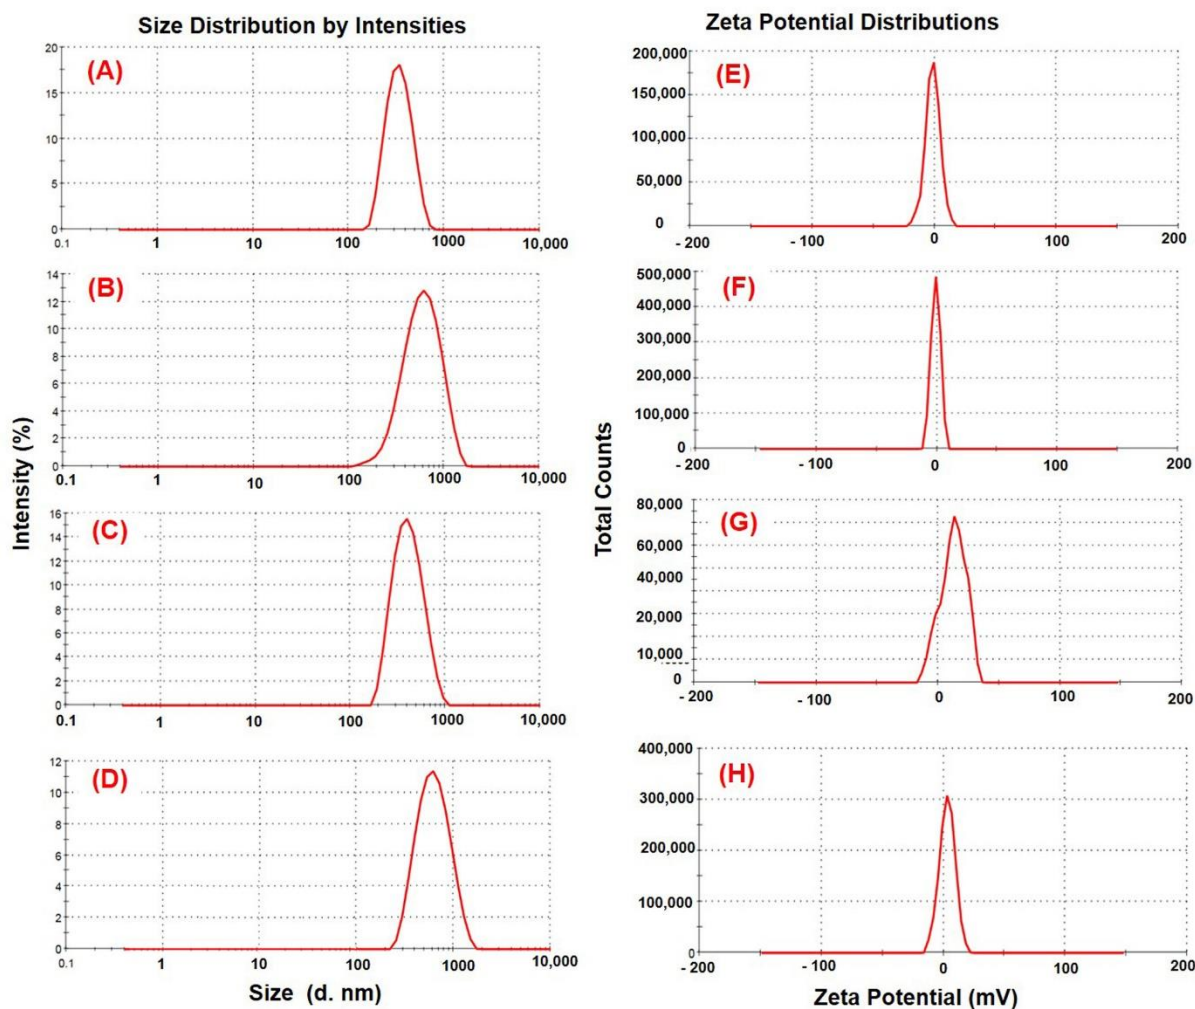 Size Distribution by Intensities
Zeta Potential Distributions
Intensity (%)
Total Counts
(A)
20
15
10
5
0
0.1 1 10 100 1000 10,000
(E)
200,000
150,000
100,000
50,000
0
- 200 - 100 0 100 200
(B)
14
12
10
8
6
4
2
0
0.1 1 10 100 1000 10,000
(F)
500,000
400,000
300,000
200,000
100,000
0
- 200 - 100 0 100 200
(C)
16
14
12
10
8
6
4
2
0
0.1 1 10 100 1000 10,000
(G)
80,000
60,000
40,000
20,000
10,000
0
- 200 - 100 0 100 200
(D)
12
10
8
6
4
2
0
0.1 1 10 100 1000 10,000
(H)
400,000
300,000
200,000
100,000
0
- 200 - 100 0 100 200
Size (d. nm)
Zeta Potential (mV)